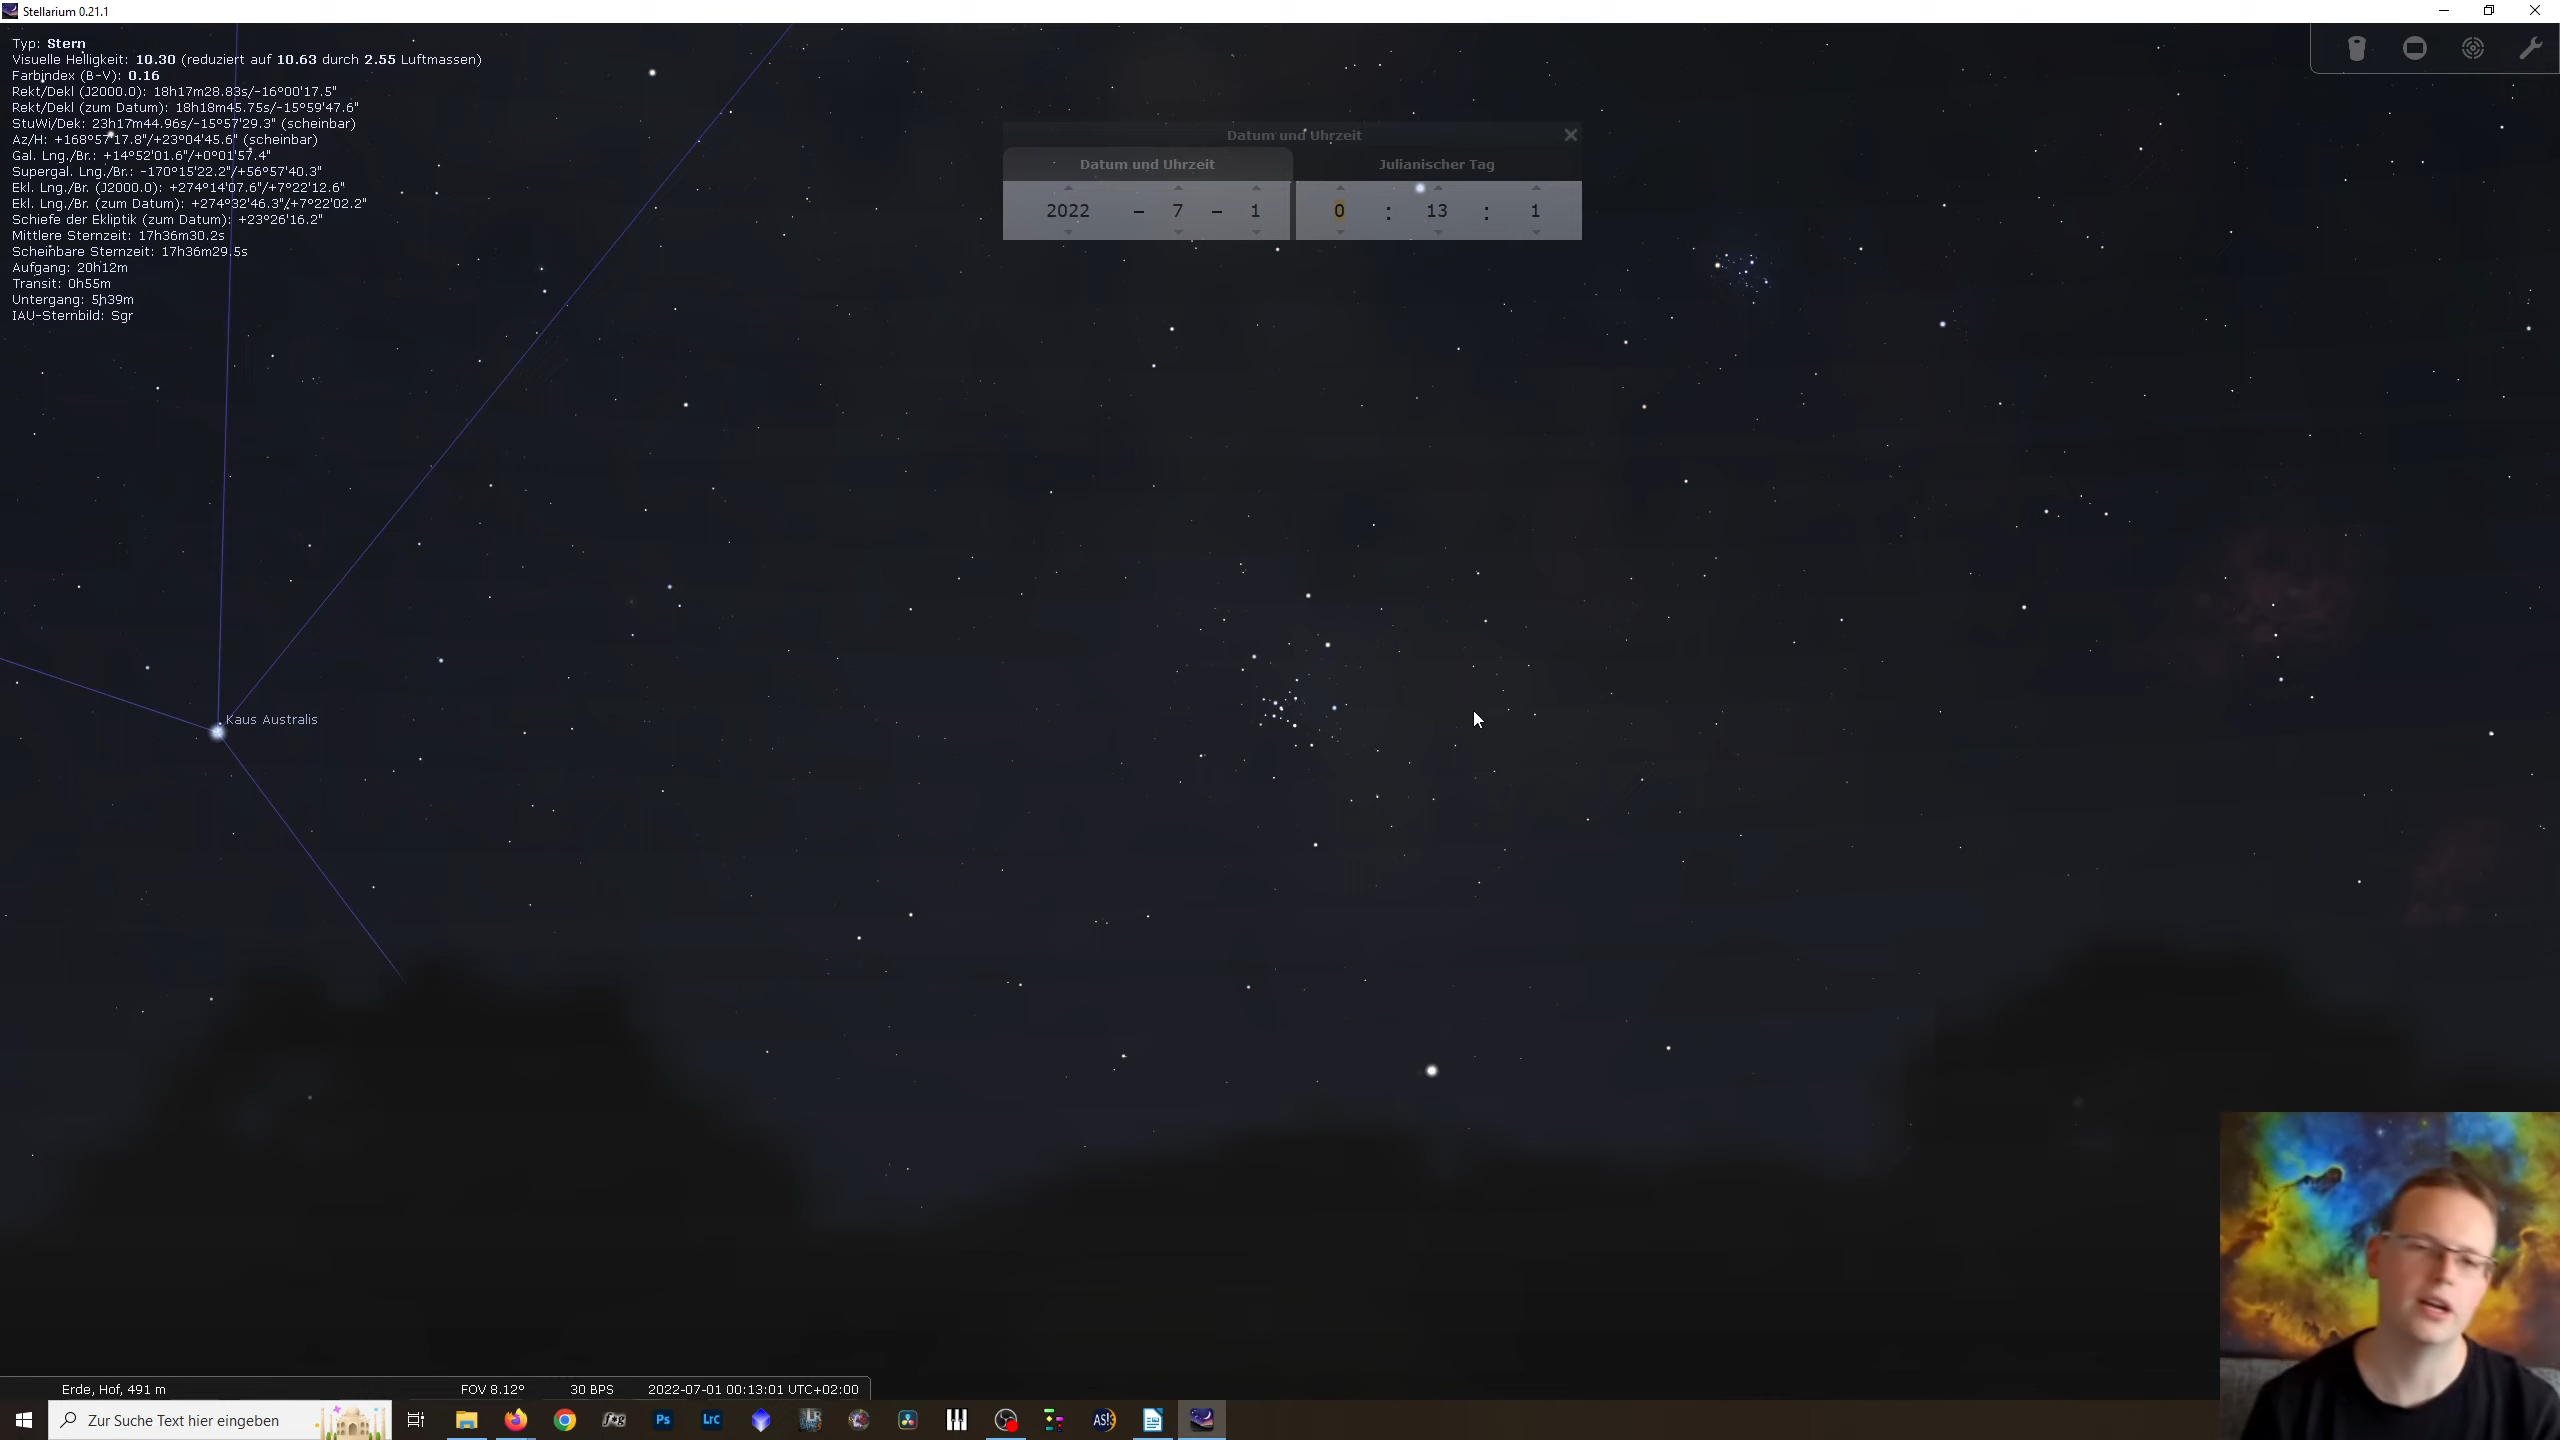 Stellarium 0.21.1
Typ: Stern
Visuelle Helligkeit: 10.30 (reduziert auf 10.63 durch 2.55 Luftmassen)
Farbindex (B-V): 0.16
Rekt/Dekl (J2000.0): 18h17m28.83s/-16°00'17.5"
Rekt/Dekl (zum Datum): 18h18m45.75s/-15°59'47.6"
StuWi/Dek: 23h17m44.96s/-15°57'29.3" (scheinbar)
Az/H: +168°57'17.8"/+23°04'45.6" (scheinbar)
Gal. Lng./Br.: +14°52'01.6"/+0°01'57.4"
Supergal. Lng./Br.: -170°15'22.2"/+56°57'40.3"
Ekl. Lng./Br. (J2000.0): +274°14'07.6"/+7°22'12.6"
Ekl. Lng./Br. (zum Datum): +274°32'46.3"/+7°22'02.2"
Schiefe der Ekliptik (zum Datum): +23°26'16.2"
Mittlere Sternzeit: 17h36m30.2s
Scheinbare Sternzeit: 17h36m29.5s
Aufgang: 20h12m
Transit: 0h55m
Untergang: 5h39m
IAU-Sternbild: Sgr
Datum und Uhrzeit
Datum und Uhrzeit Julianischer Tag
2022 - 7 - 1 0 : 13 : 1
Kaus Australis
Erde, Hof, 491 m FOV 8.12° 30 BPS 2022-07-01 00:13:01 UTC+02:00
Zur Suche Text hier eingeben
Ps
Lrc
AS!